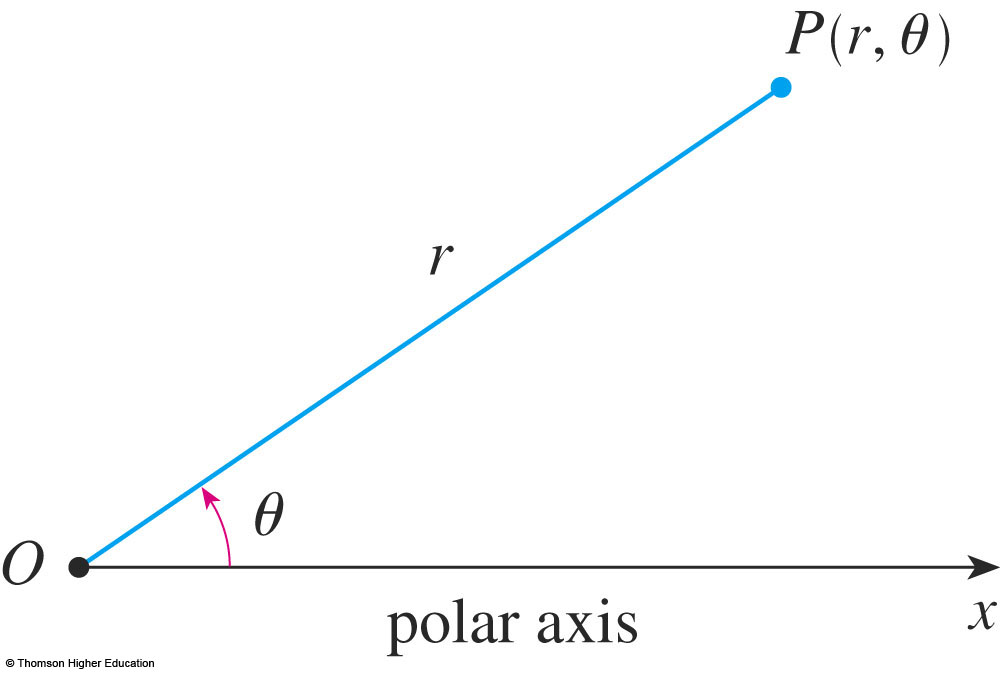 P(r, θ)
r
θ
O
x
polar axis
© Thomson Higher Education